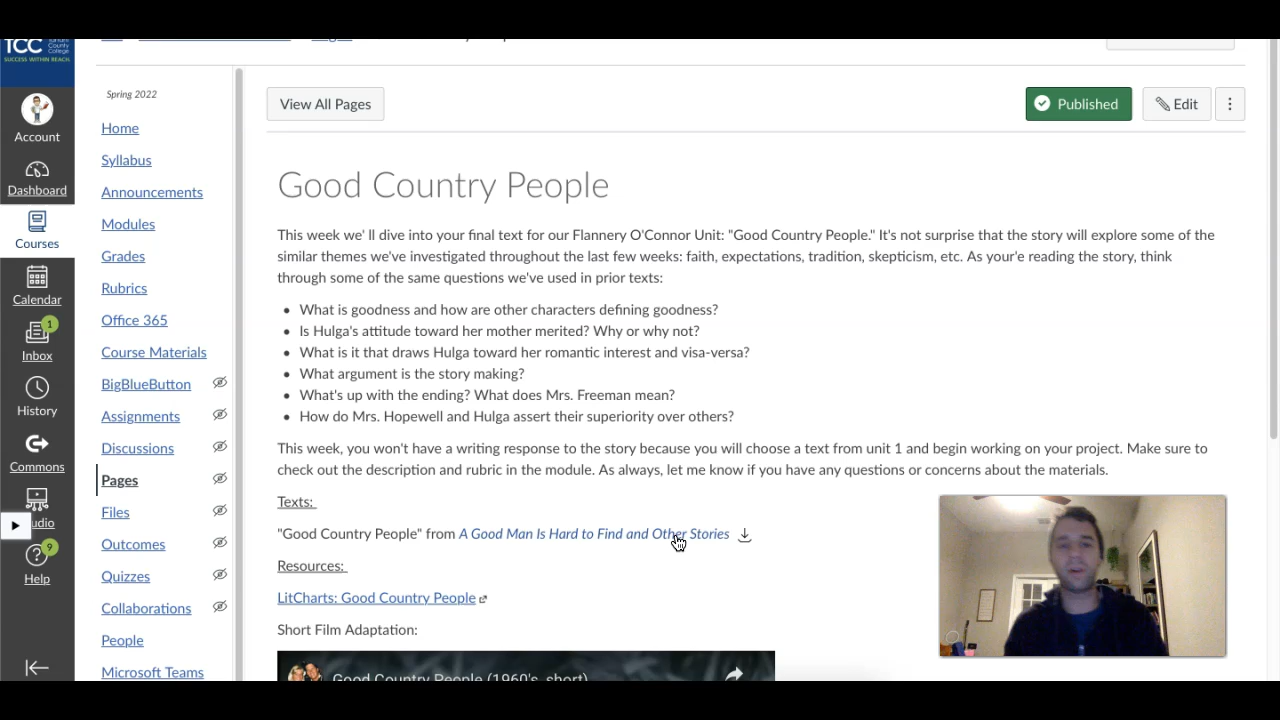 TCC
County
College
SUCCESS WITHIN REACH
Account
Dashboard
Courses
Calendar
1
Inbox
History
Commons
udio
9
Help
Spring 2022
Home
Syllabus
Announcements
Modules
Grades
Rubrics
Office 365
Course Materials
BigBlueButton
Assignments
Discussions
Pages
Files
Outcomes
Quizzes
Collaborations
People
Microsoft Teams
View All Pages
Published
Edit
Good Country People
This week we' ll dive into your final text for our Flannery O'Connor Unit: "Good Country People." It's not surprise that the story will explore some of the
similar themes we've investigated throughout the last few weeks: faith, expectations, tradition, skepticism, etc. As your'e reading the story, think
through some of the same questions we've used in prior texts:
• What is goodness and how are other characters defining goodness?
• Is Hulga's attitude toward her mother merited? Why or why not?
• What is it that draws Hulga toward her romantic interest and visa-versa?
• What argument is the story making?
• What's up with the ending? What does Mrs. Freeman mean?
• How do Mrs. Hopewell and Hulga assert their superiority over others?
This week, you won't have a writing response to the story because you will choose a text from unit 1 and begin working on your project. Make sure to
check out the description and rubric in the module. As always, let me know if you have any questions or concerns about the materials.
Texts:
"Good Country People" from A Good Man Is Hard to Find and Other Stories
Resources:
LitCharts: Good Country People
Short Film Adaptation:
Good Country People (1960's, short)